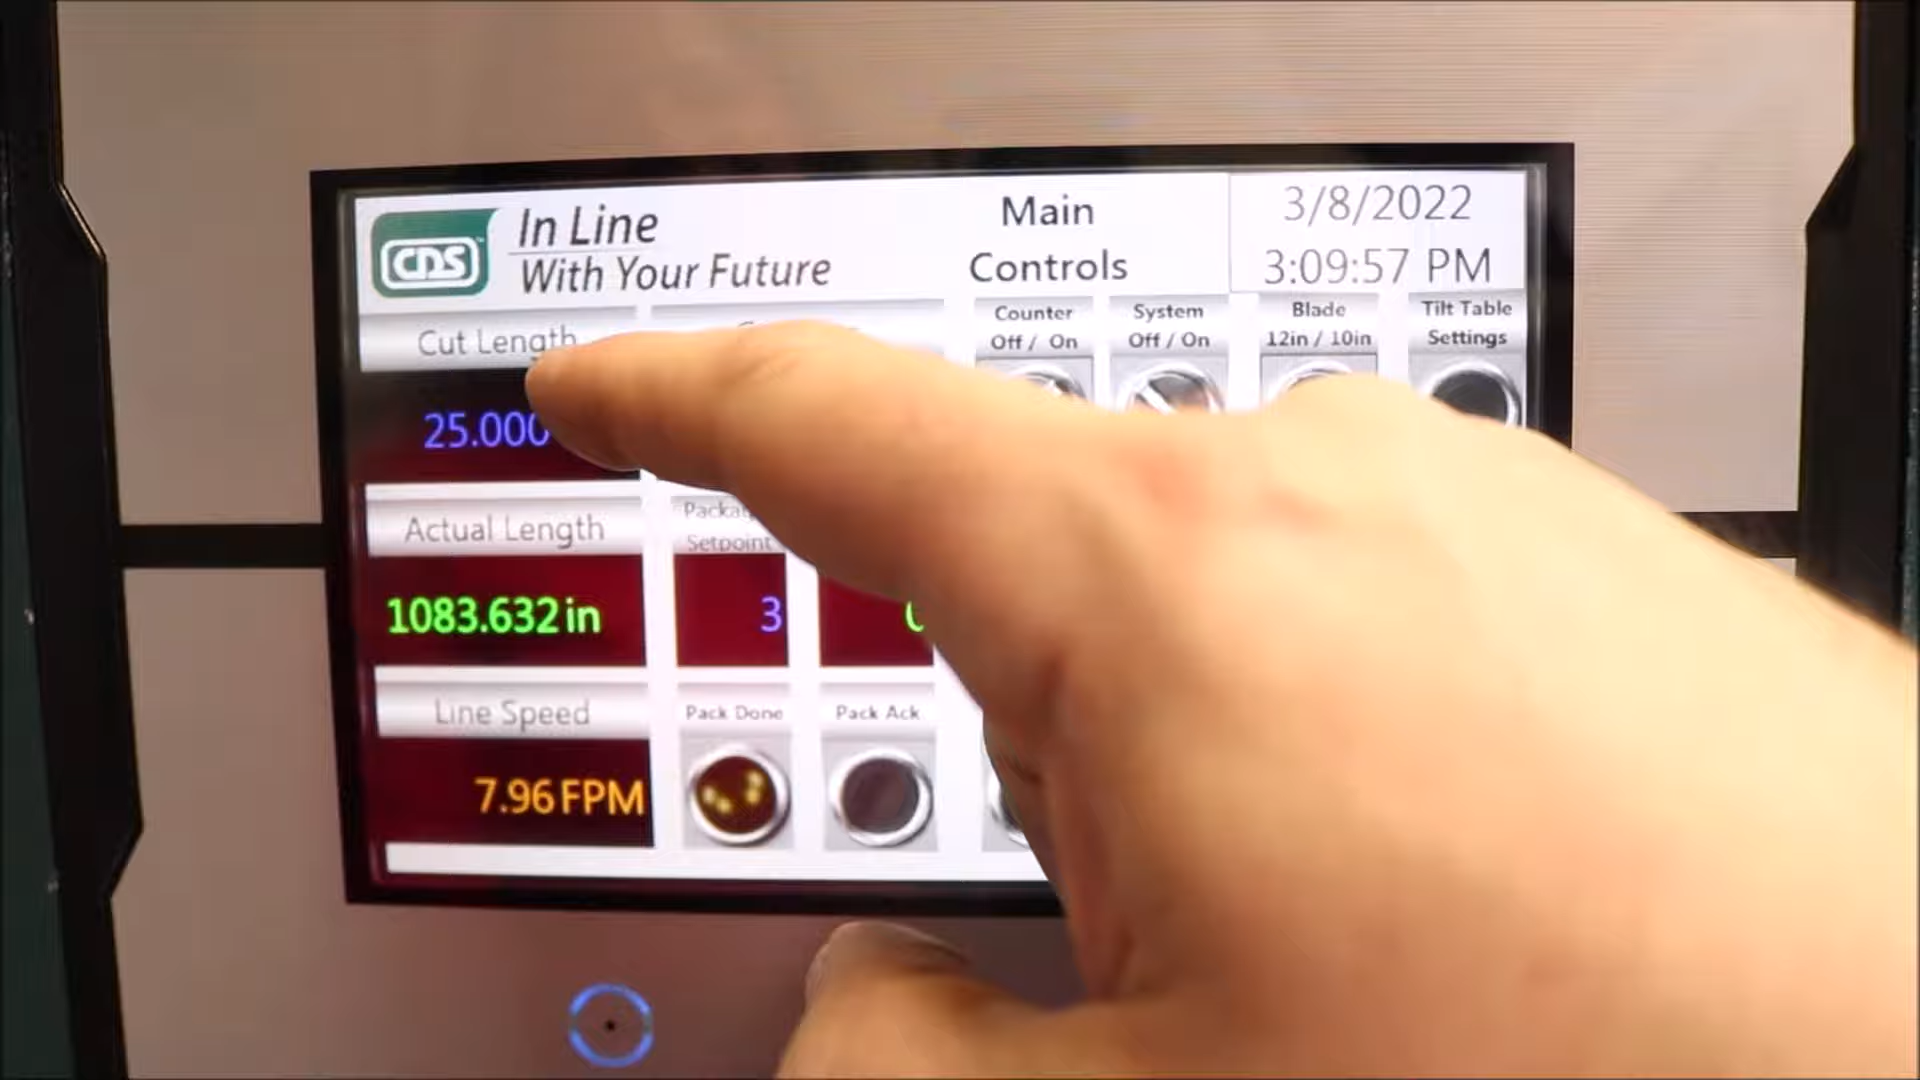 CDS
In Line
With Your Future
Main
Controls
3/8/2022
3:09:57 PM
Cut Length
Counter
Off / On
System
Off / On
Blade
12in / 10in
Tilt Table
Settings
25.000
Actual Length
Setpoint
1083.632 in
3
Line Speed
Pack Done
Pack Ack
7.96 FPM